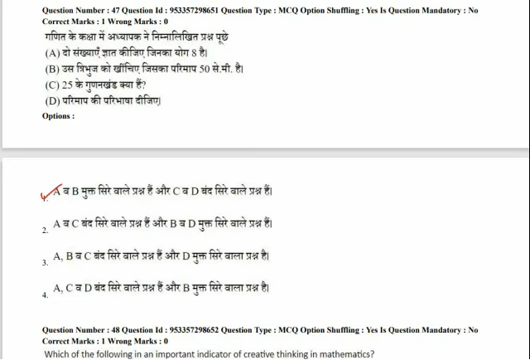 Question Number : 47 Question Id : 953357298651 Question Type : MCQ Option Shuffling : Yes Is Question Mandatory : No
Correct Marks : 1 Wrong Marks : 0
गणित के कक्षा में अध्यापक ने निम्नालिखित प्रश्न पूछे
(A) दो संख्याएँ ज्ञात कीजिए जिनका योग 8 है।
(B) उस त्रिभुज को खींचिए जिसका परिमाप 50 से.मी. है।
(C) 25 के गुणनखंड क्या हैं?
(D) परिमाप की परिभाषा दीजिए|
Options :
1. A व B मुक्त सिरे वाले प्रश्न हैं और C व D बंद सिरे वाले प्रश्न हैं।
2. A व C बंद सिरे वाले प्रश्न हैं और B व D मुक्त सिरे वाले प्रश्न हैं।
3. A, B व C बंद सिरे वाले प्रश्न हैं और D मुक्त सिरे वाला प्रश्न है।
4. A, C व D बंद सिरे वाले प्रश्न हैं और B मुक्त सिरे वाला प्रश्न है।
Question Number : 48 Question Id : 953357298652 Question Type : MCQ Option Shuffling : Yes Is Question Mandatory : No
Correct Marks : 1 Wrong Marks : 0
Which of the following in an important indicator of creative thinking in mathematics?